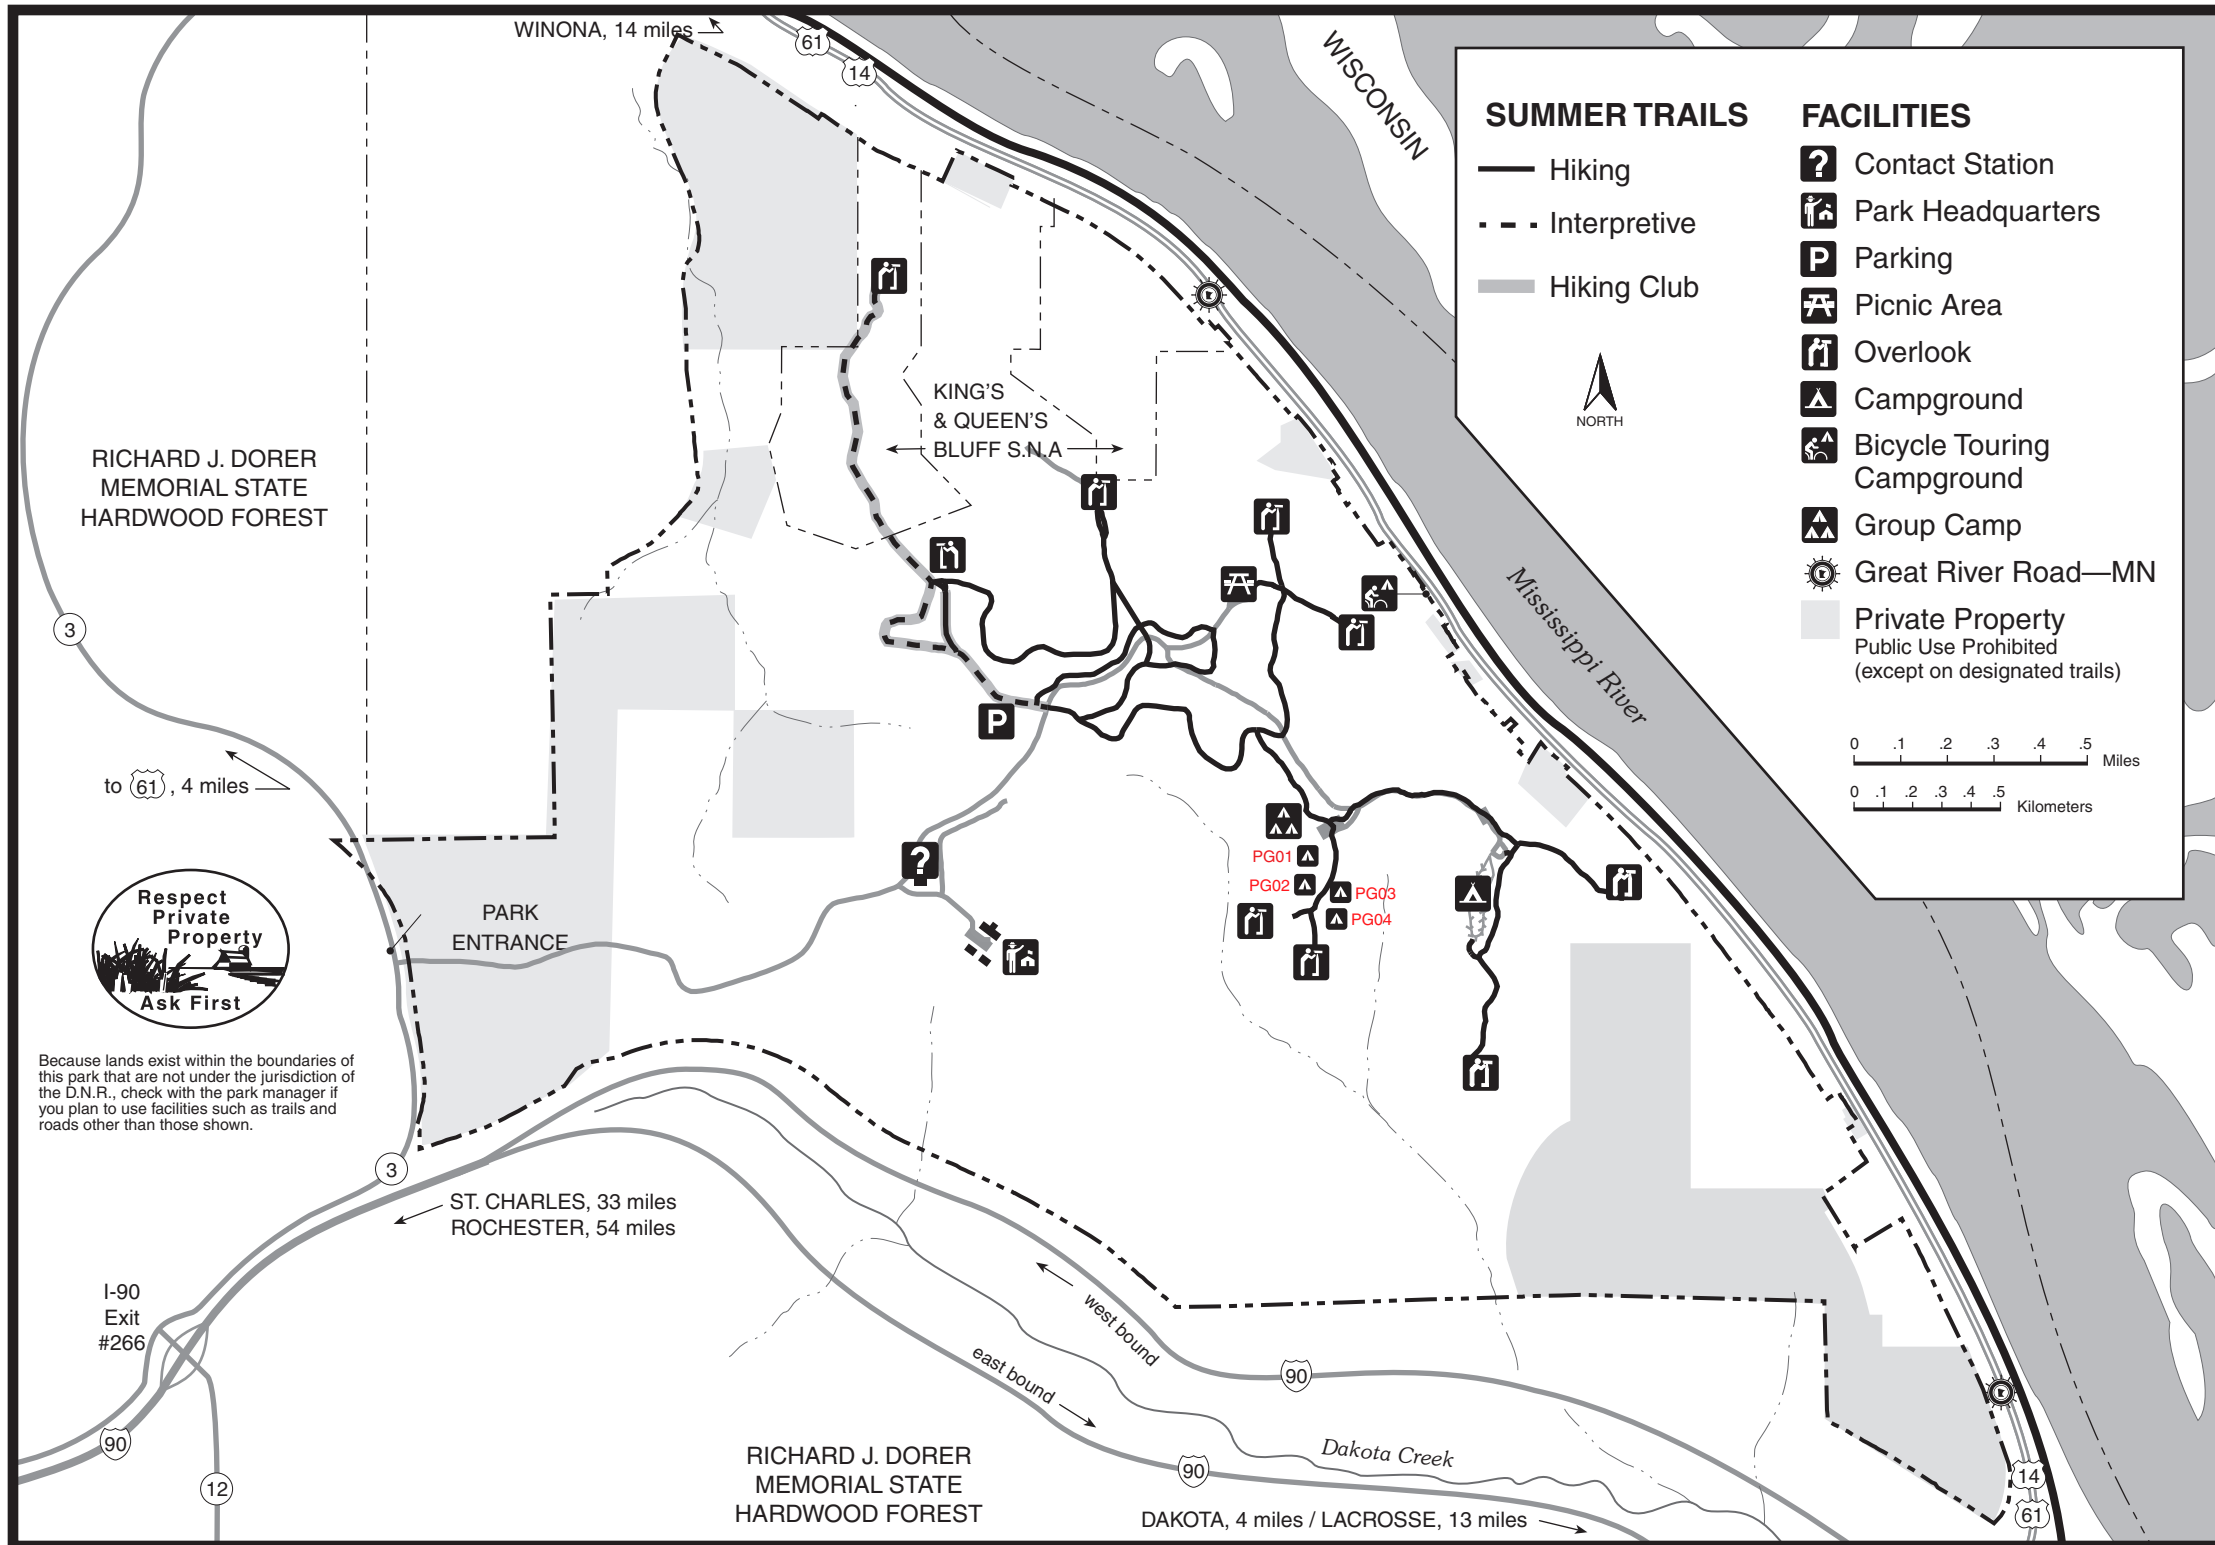 WINONA, 14 miles
61
14
WISCONSIN
SUMMER TRAILS
Hiking
Interpretive
Hiking Club
NORTH
FACILITIES
Contact Station
Park Headquarters
P
Parking
Picnic Area
Overlook
Campground
Bicycle Touring
Campground
Group Camp
Great River Road—MN
Private Property
Public Use Prohibited
(except on designated trails)
0 .1 .2 .3 .4 .5
Miles
0 .1 .2 .3 .4 .5
Kilometers
KING'S
& QUEEN'S
BLUFF S.N.A
RICHARD J. DORER
MEMORIAL STATE
HARDWOOD FOREST
3
to 61, 4 miles
Mississippi River
P
?
PG01
PG02
PG03
PG04
PARK
ENTRANCE
Respect
Private
Property
Ask First
Because lands exist within the boundaries of
this park that are not under the jurisdiction of
the D.N.R., check with the park manager if
you plan to use facilities such as trails and
roads other than those shown.
3
ST. CHARLES, 33 miles
ROCHESTER, 54 miles
I-90
Exit
#266
90
12
west bound
east bound
90
90
Dakota Creek
RICHARD J. DORER
MEMORIAL STATE
HARDWOOD FOREST
DAKOTA, 4 miles / LACROSSE, 13 miles
14
61